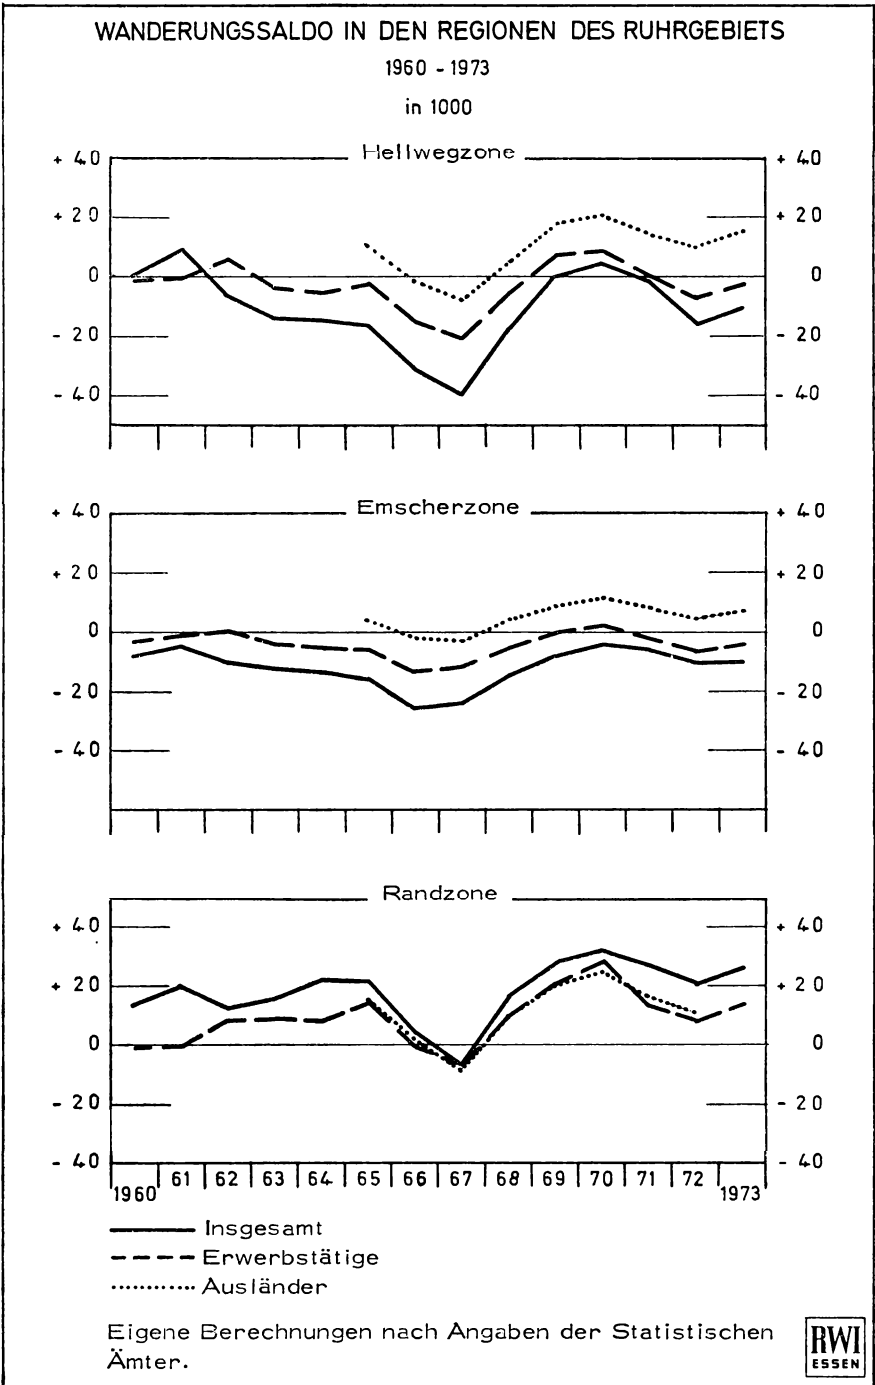 WANDERUNGSSALDO IN DEN REGIONEN DES RUHRGEBIETS
1960 - 1973
in 1000
Hellwegzone
+ 40 + 40
+ 20 + 20
0 0
- 20 - 20
- 40 - 40
Emscherzone
+ 40 + 40
+ 20 + 20
0 0
- 20 - 20
- 40 - 40
Randzone
+ 40 + 40
+ 20 + 20
0 0
- 20 - 20
- 40 - 40
1960 61 62 63 64 65 66 67 68 69 70 71 72 1973
Insgesamt
Erwerbstätige
Ausländer
Eigene Berechnungen nach Angaben der Statistischen
Ämter.
RWI
ESSEN